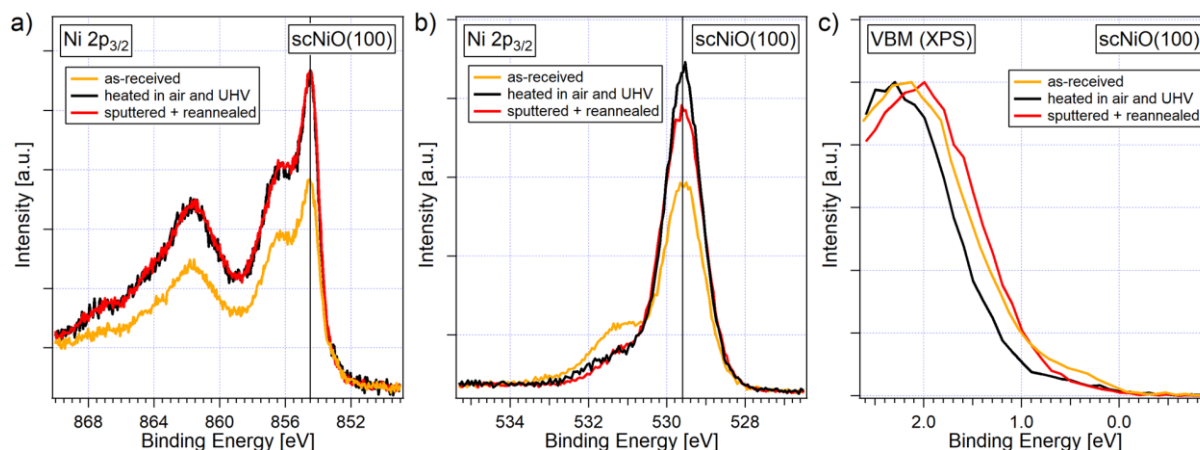 a)
Ni 2p3/2
scNiO(100)
as-received
heated in air and UHV
sputtered + reannealed
Intensity [a.u.]
868 864 860 856 852
Binding Energy [eV]
b)
Ni 2p3/2
scNiO(100)
as-received
heated in air and UHV
sputtered + reannealed
Intensity [a.u.]
534 532 530 528
Binding Energy [eV]
c)
VBM (XPS)
scNiO(100)
as-received
heated in air and UHV
sputtered + reannealed
Intensity [a.u.]
2.0 1.0 0.0
Binding Energy [eV]